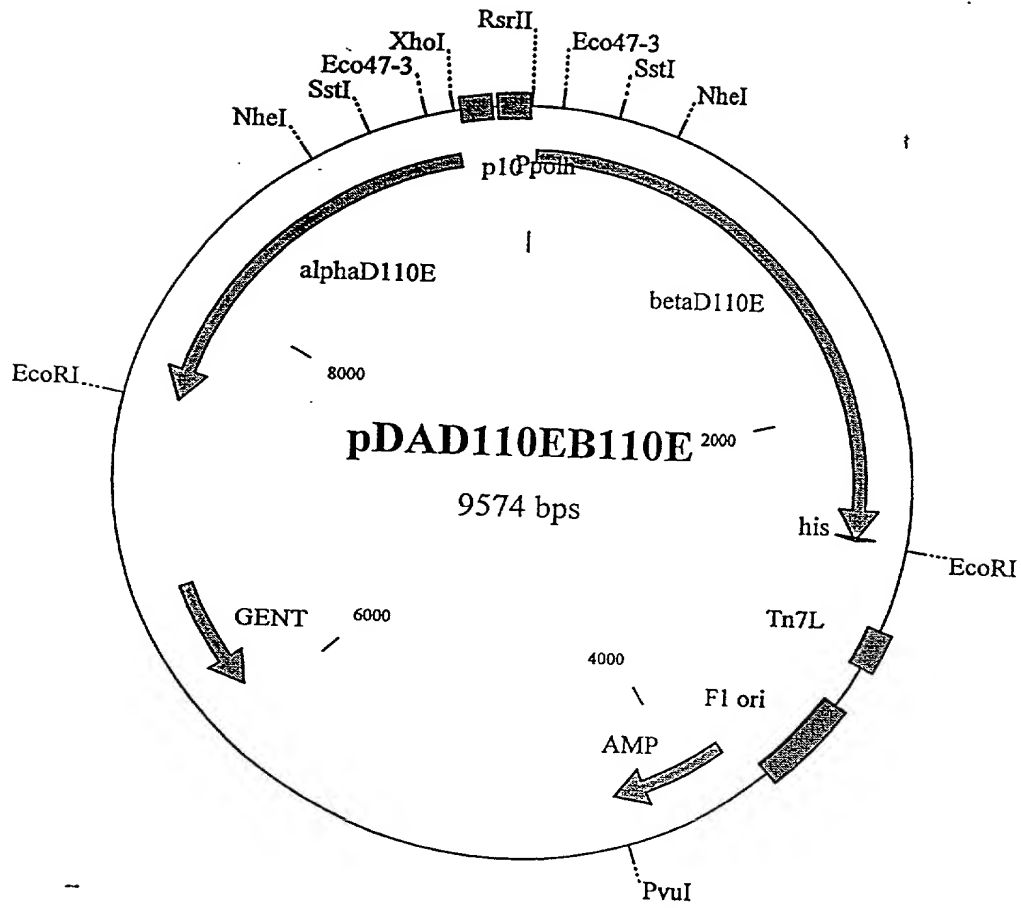 RsrII
XhoI
Eco47-3
Eco47-3
SstI
SstI
NheI
NheI
p10
Ppolh
alphaD110E
betaD110E
EcoRI
8000
pDAD110EB110E
2000
9574 bps
his
EcoRI
GENT
6000
Tn7L
4000
F1 ori
AMP
PvuI